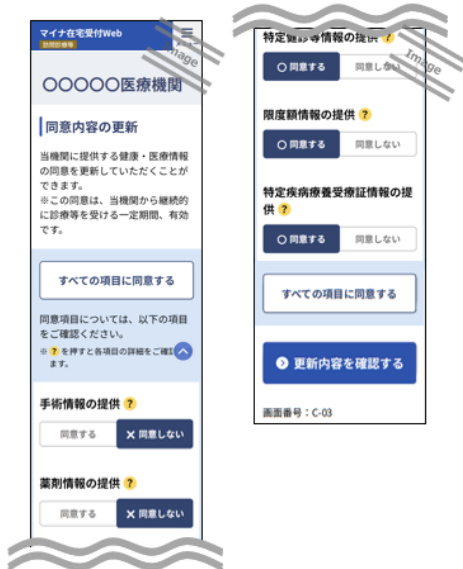 マイナ在宅受付Web
訪問診療等
Image
○○○○○医療機関
同意内容の更新
当機関に提供する健康・医療情報
の同意を更新していただくことが
できます。
※この同意は、当機関から継続的
に診療等を受ける一定期間、有効
です。
すべての項目に同意する
同意項目については、以下の項目
をご確認ください。
※ ? を押すと各項目の詳細をご確認
ます。
手術情報の提供 ?
同意する × 同意しない
薬剤情報の提供 ?
同意する × 同意しない
特定健診等情報の提供 ?
Image
○ 同意する 同意しない
限度額情報の提供 ?
○ 同意する 同意しない
特定疾病療養受療証情報の提
供 ?
○ 同意する 同意しない
すべての項目に同意する
更新内容を確認する
画面番号：C-03